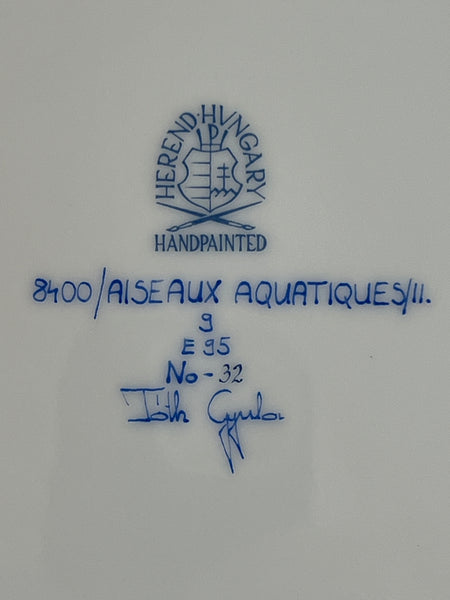 HEREND·HUNGARY
P
HANDPAINTED
8400/AISEAUX AQUATIQUES/II.
9
E 95
No-32
Tóth Gyula